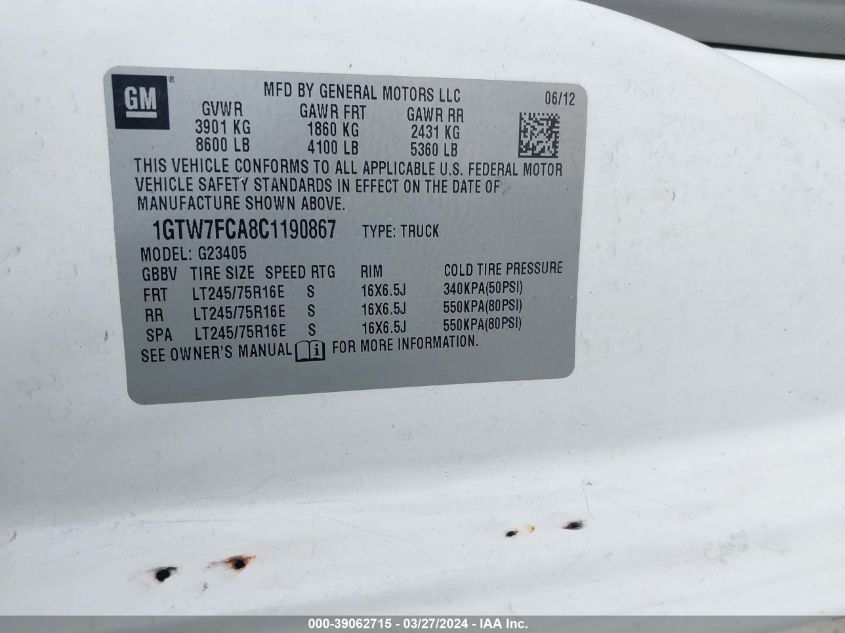 GM ®
MFD BY GENERAL MOTORS LLC 06/12
GVWR GAWR FRT GAWR RR
3901 KG 1860 KG 2431 KG
8600 LB 4100 LB 5360 LB
THIS VEHICLE CONFORMS TO ALL APPLICABLE U.S. FEDERAL MOTOR
VEHICLE SAFETY STANDARDS IN EFFECT ON THE DATE OF
MANUFACTURE SHOWN ABOVE.
1GTW7FCA8C1190867 TYPE: TRUCK
MODEL: G23405
GBBV TIRE SIZE SPEED RTG RIM COLD TIRE PRESSURE
FRT LT245/75R16E S 16X6.5J 340KPA(50PSI)
RR LT245/75R16E S 16X6.5J 550KPA(80PSI)
SPA LT245/75R16E S 16X6.5J 550KPA(80PSI)
SEE OWNER'S MANUAL i FOR MORE INFORMATION.
000-39062715 - 03/27/2024 - IAA Inc.